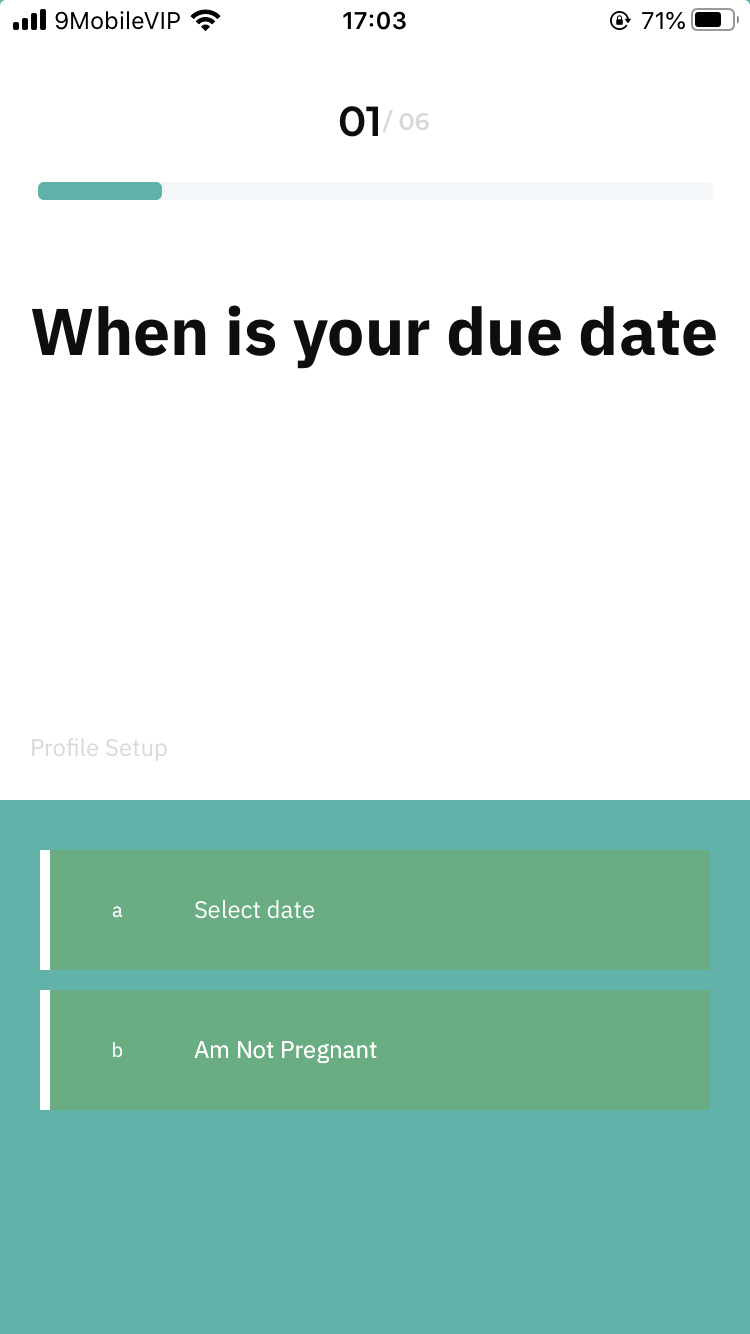 9MobileVIP 17:03 71%
01/ 06
When is your due date
Profile Setup
a Select date
b Am Not Pregnant